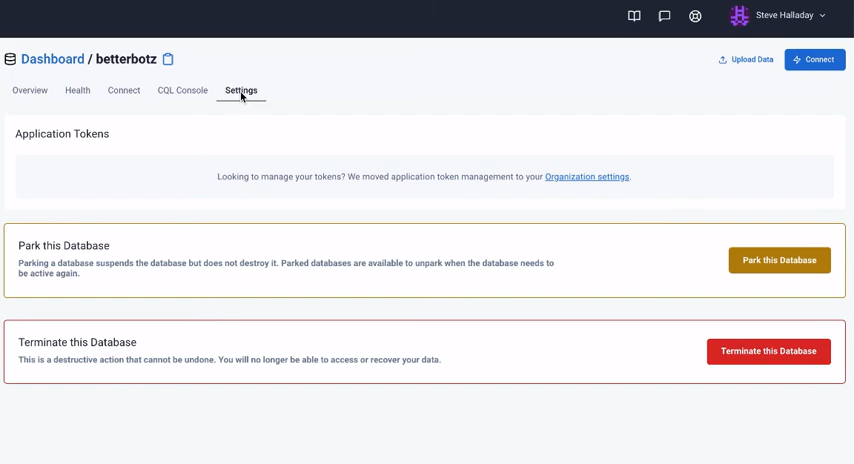 Steve Halladay
Dashboard / betterbotz
Upload Data
Connect
Overview Health Connect CQL Console Settings
Application Tokens
Looking to manage your tokens? We moved application token management to your Organization settings.
Park this Database
Parking a database suspends the database but does not destroy it. Parked databases are available to unpark when the database needs to
be active again.
Park this Database
Terminate this Database
This is a destructive action that cannot be undone. You will no longer be able to access or recover your data.
Terminate this Database